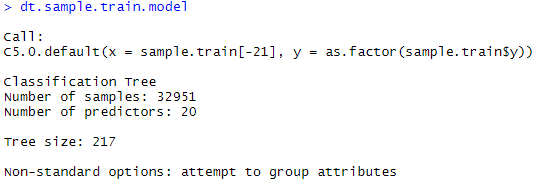 > dt.sample.train.model
Call:
C5.0.default(x = sample.train[-21], y = as.factor(sample.train$y))
Classification Tree
Number of samples: 32951
Number of predictors: 20
Tree size: 217
Non-standard options: attempt to group attributes